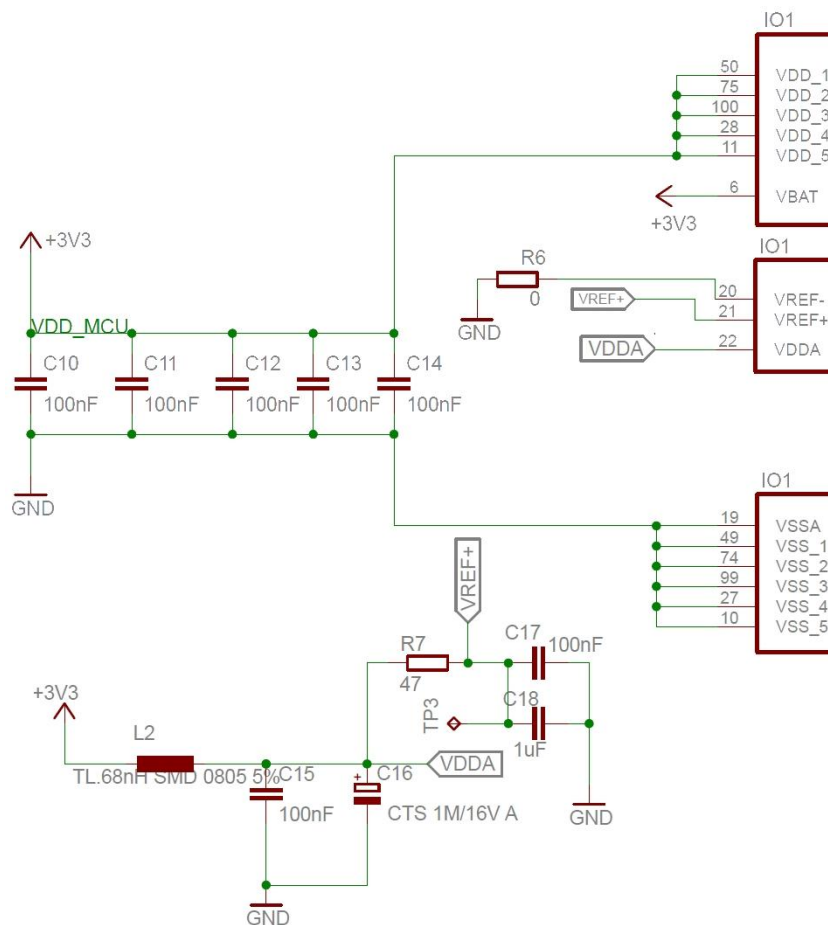 IO1
50 VDD_1
75 VDD_2
100 VDD_3
28 VDD_4
11 VDD_5
6 VBAT
+3V3
+3V3
IO1
R6
0
GND
VREF+
20 VREF-
21 VREF+
VDDA
22 VDDA
VDD_MCU
C10 C11 C12 C13 C14
100nF 100nF 100nF 100nF 100nF
GND
IO1
19 VSSA
49 VSS_1
74 VSS_2
99 VSS_3
27 VSS_4
10 VSS_5
VREF+
R7
47
C17
100nF
C18
1uF
TP3
GND
+3V3
L2
TL.68nH SMD 0805 5%
C15
100nF
C16
+
CTS 1M/16V A
VDDA
GND